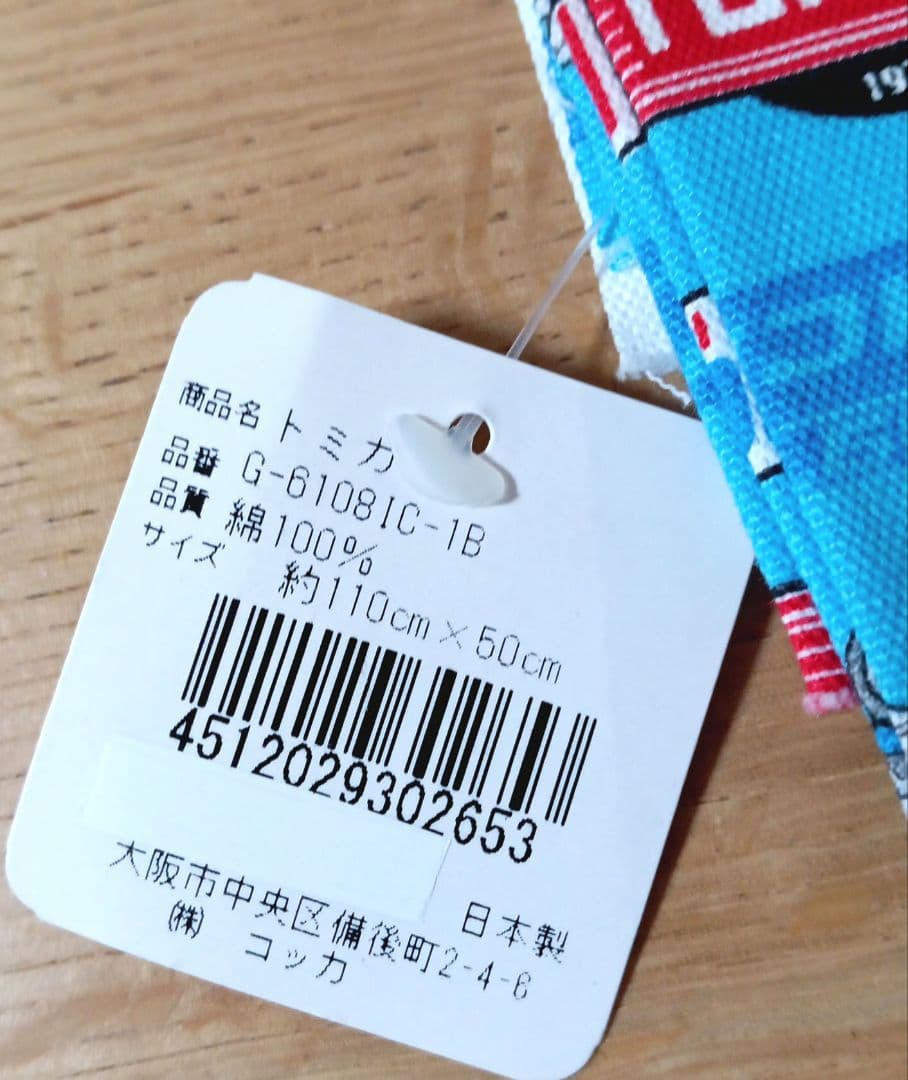 商品名 トミカ
品番 G-6108IC-1B
品質 綿100%
サイズ 約110cm×50cm
4512029302653
日本製
大阪市中央区備後町2-4-6
㈱ コッカ